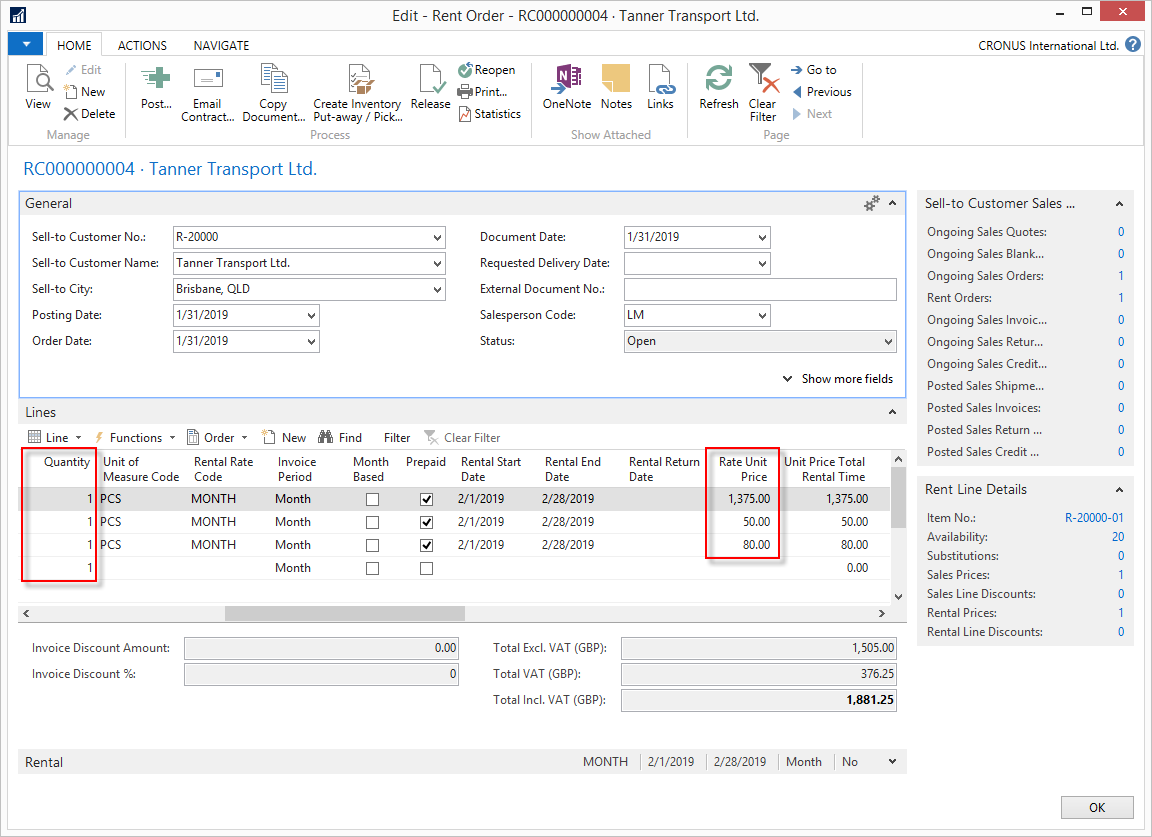 Edit - Rent Order - RC000000004 · Tanner Transport Ltd.
HOME ACTIONS NAVIGATE CRONUS International Ltd. ?
View
Edit
New
Delete
Manage
Post...
Email Contract...
Copy Document...
Create Inventory Put-away / Pick...
Release
Reopen
Print...
Statistics
Process
OneNote
Notes
Links
Show Attached
Refresh
Clear Filter
Go to
Previous
Next
Page
RC000000004 · Tanner Transport Ltd.
General
Sell-to Customer No.: R-20000
Sell-to Customer Name: Tanner Transport Ltd.
Sell-to City: Brisbane, QLD
Posting Date: 1/31/2019
Order Date: 1/31/2019
Document Date: 1/31/2019
Requested Delivery Date:
External Document No.:
Salesperson Code: LM
Status: Open
Show more fields
Lines
Line Functions Order New Find Filter Clear Filter
Quantity Unit of Measure Code Rental Rate Code Invoice Period Month Based Prepaid Rental Start Date Rental End Date Rental Return Date Rate Unit Price Unit Price Total Rental Time
1 PCS MONTH Month 2/1/2019 2/28/2019 1,375.00 1,375.00
1 PCS MONTH Month 2/1/2019 2/28/2019 50.00 50.00
1 PCS MONTH Month 2/1/2019 2/28/2019 80.00 80.00
1 Month 0.00
Invoice Discount Amount: 0.00
Invoice Discount %: 0
Total Excl. VAT (GBP): 1,505.00
Total VAT (GBP): 376.25
Total Incl. VAT (GBP): 1,881.25
Rental MONTH 2/1/2019 2/28/2019 Month No
Sell-to Customer Sales ...
Ongoing Sales Quotes: 0
Ongoing Sales Blank... 0
Ongoing Sales Orders: 1
Rent Orders: 1
Ongoing Sales Invoic... 0
Ongoing Sales Retur... 0
Ongoing Sales Credit... 0
Posted Sales Shipme... 0
Posted Sales Invoices: 0
Posted Sales Return ... 0
Posted Sales Credit ... 0
Rent Line Details
Item No.: R-20000-01
Availability: 20
Substitutions: 0
Sales Prices: 1
Sales Line Discounts: 0
Rental Prices: 1
Rental Line Discounts: 0
OK